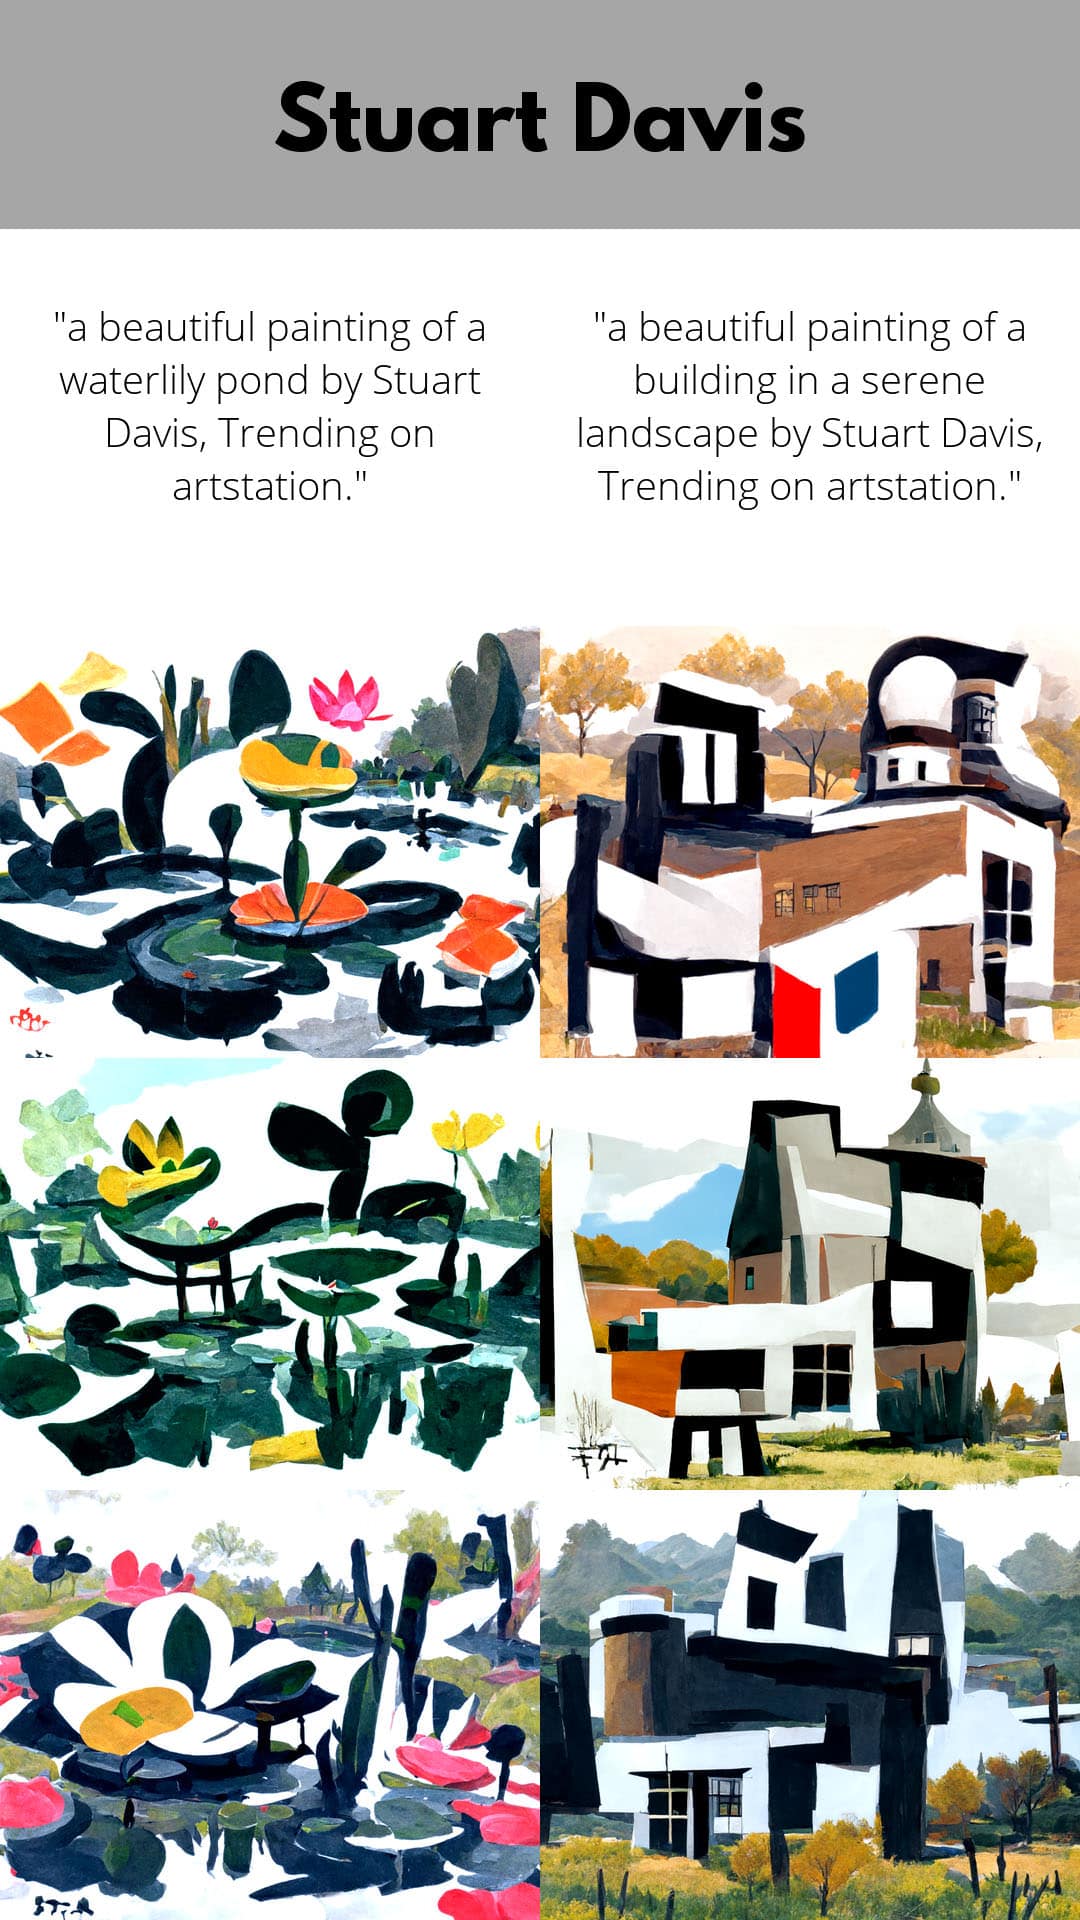 Stuart Davis
"a beautiful painting of a
waterlily pond by Stuart
Davis, Trending on
artstation."
"a beautiful painting of a
building in a serene
landscape by Stuart Davis,
Trending on artstation."